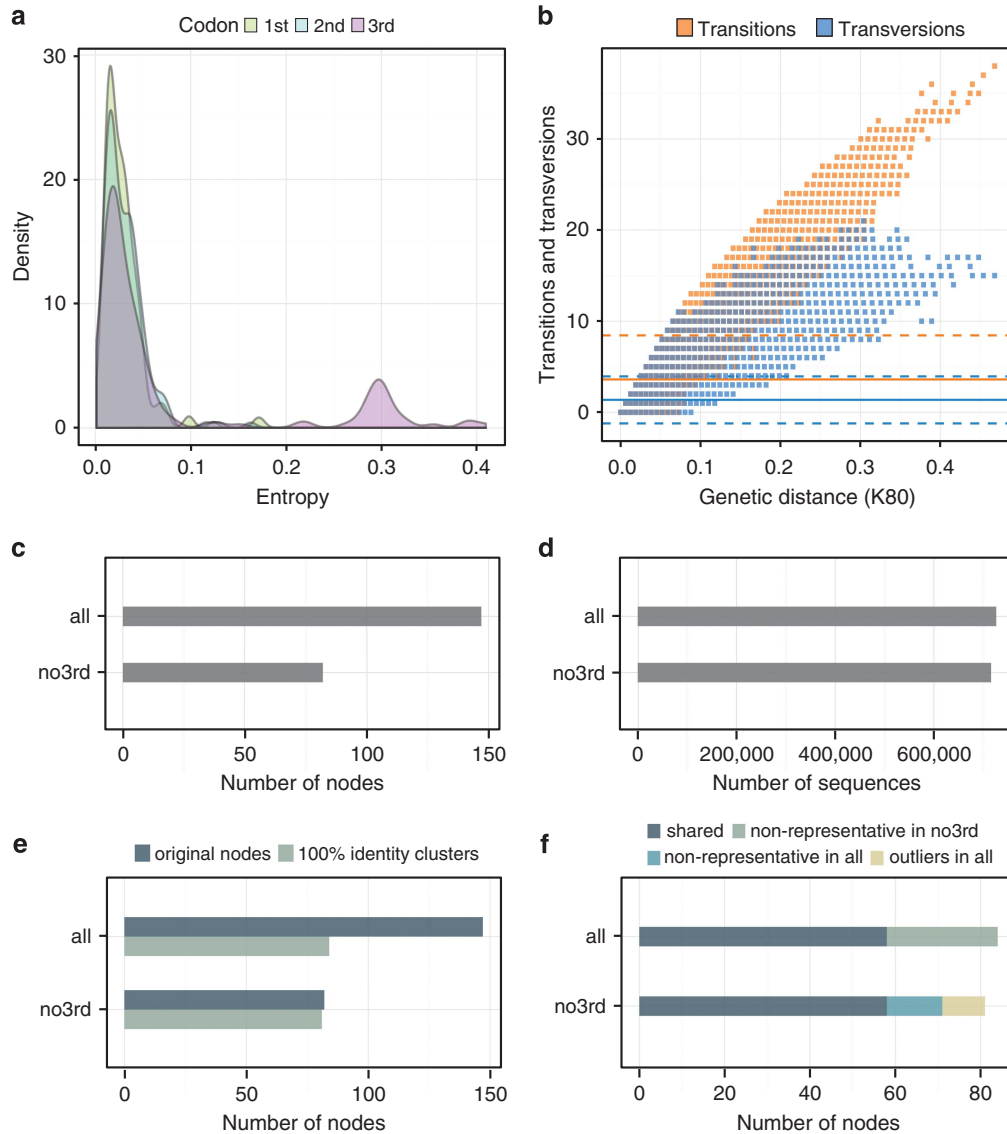 a
Codon 1st 2nd 3rd
30
20
10
0
Density
0.0 0.1 0.2 0.3 0.4
Entropy
b
Transitions Transversions
30
20
10
0
Transitions and transversions
0.0 0.1 0.2 0.3 0.4
Genetic distance (K80)
c
all
no3rd
0 50 100 150
Number of nodes
d
all
no3rd
0 200,000 400,000 600,000
Number of sequences
e
original nodes 100% identity clusters
all
no3rd
0 50 100 150
Number of nodes
f
shared non-representative in no3rd
non-representative in all outliers in all
all
no3rd
0 20 40 60 80
Number of nodes